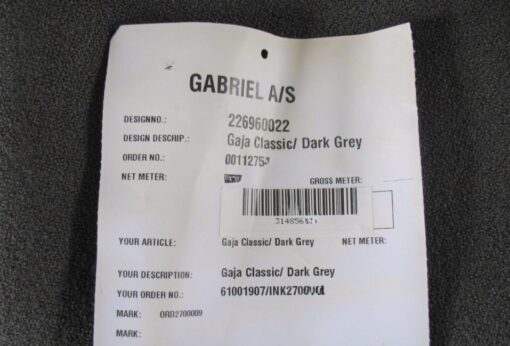 GABRIEL A/S
DESIGNNO.: 226960022
DESIGN DESCRIP.: Gaja Classic/ Dark Grey
ORDER NO.:
NET METER: GROSS METER:
YOUR ARTICLE: Gaja Classic/ Dark Grey NET METER:
YOUR DESCRIPTION: Gaja Classic/ Dark Grey
YOUR ORDER NO.:
MARK: ORD2700009
MARK: